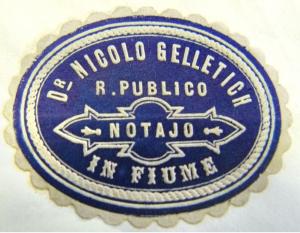 DR NICOLO GELLETICH
R. PUBLICO
NOTAJO
IN FIUME